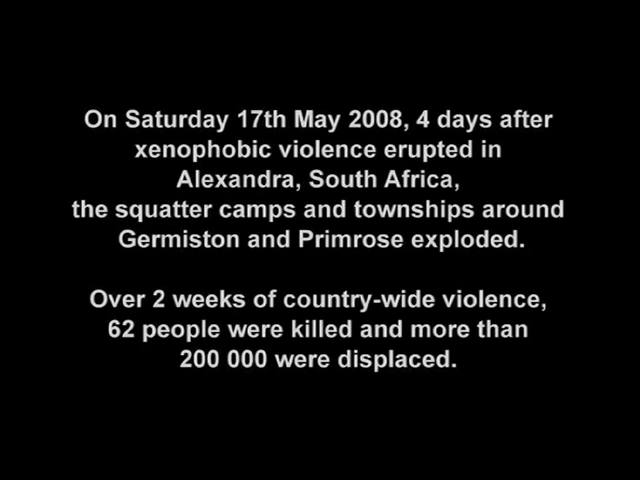 On Saturday 17th May 2008, 4 days after
xenophobic violence erupted in
Alexandra, South Africa,
the squatter camps and townships around
Germiston and Primrose exploded.
Over 2 weeks of country-wide violence,
62 people were killed and more than
200 000 were displaced.